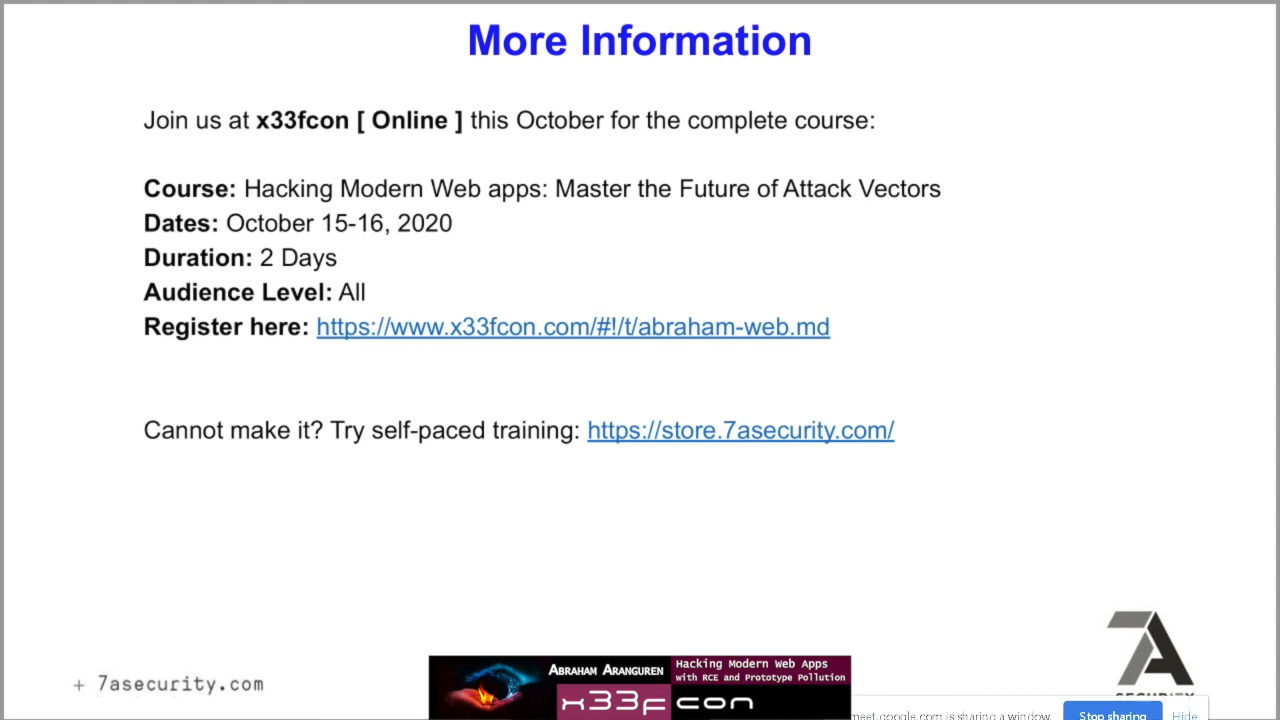 More Information
Join us at x33fcon [ Online ] this October for the complete course:
Course: Hacking Modern Web apps: Master the Future of Attack Vectors
Dates: October 15-16, 2020
Duration: 2 Days
Audience Level: All
Register here: https://www.x33fcon.com/#!/t/abraham-web.md
Cannot make it? Try self-paced training: https://store.7asecurity.com/
7A
SECURITY
+ 7asecurity.com
ABRAHAM ARANGUREN
Hacking Modern Web Apps
with RCE and Prototype Pollution
x33fcon
meet.google.com is sharing a window.
Stop sharing
Hide